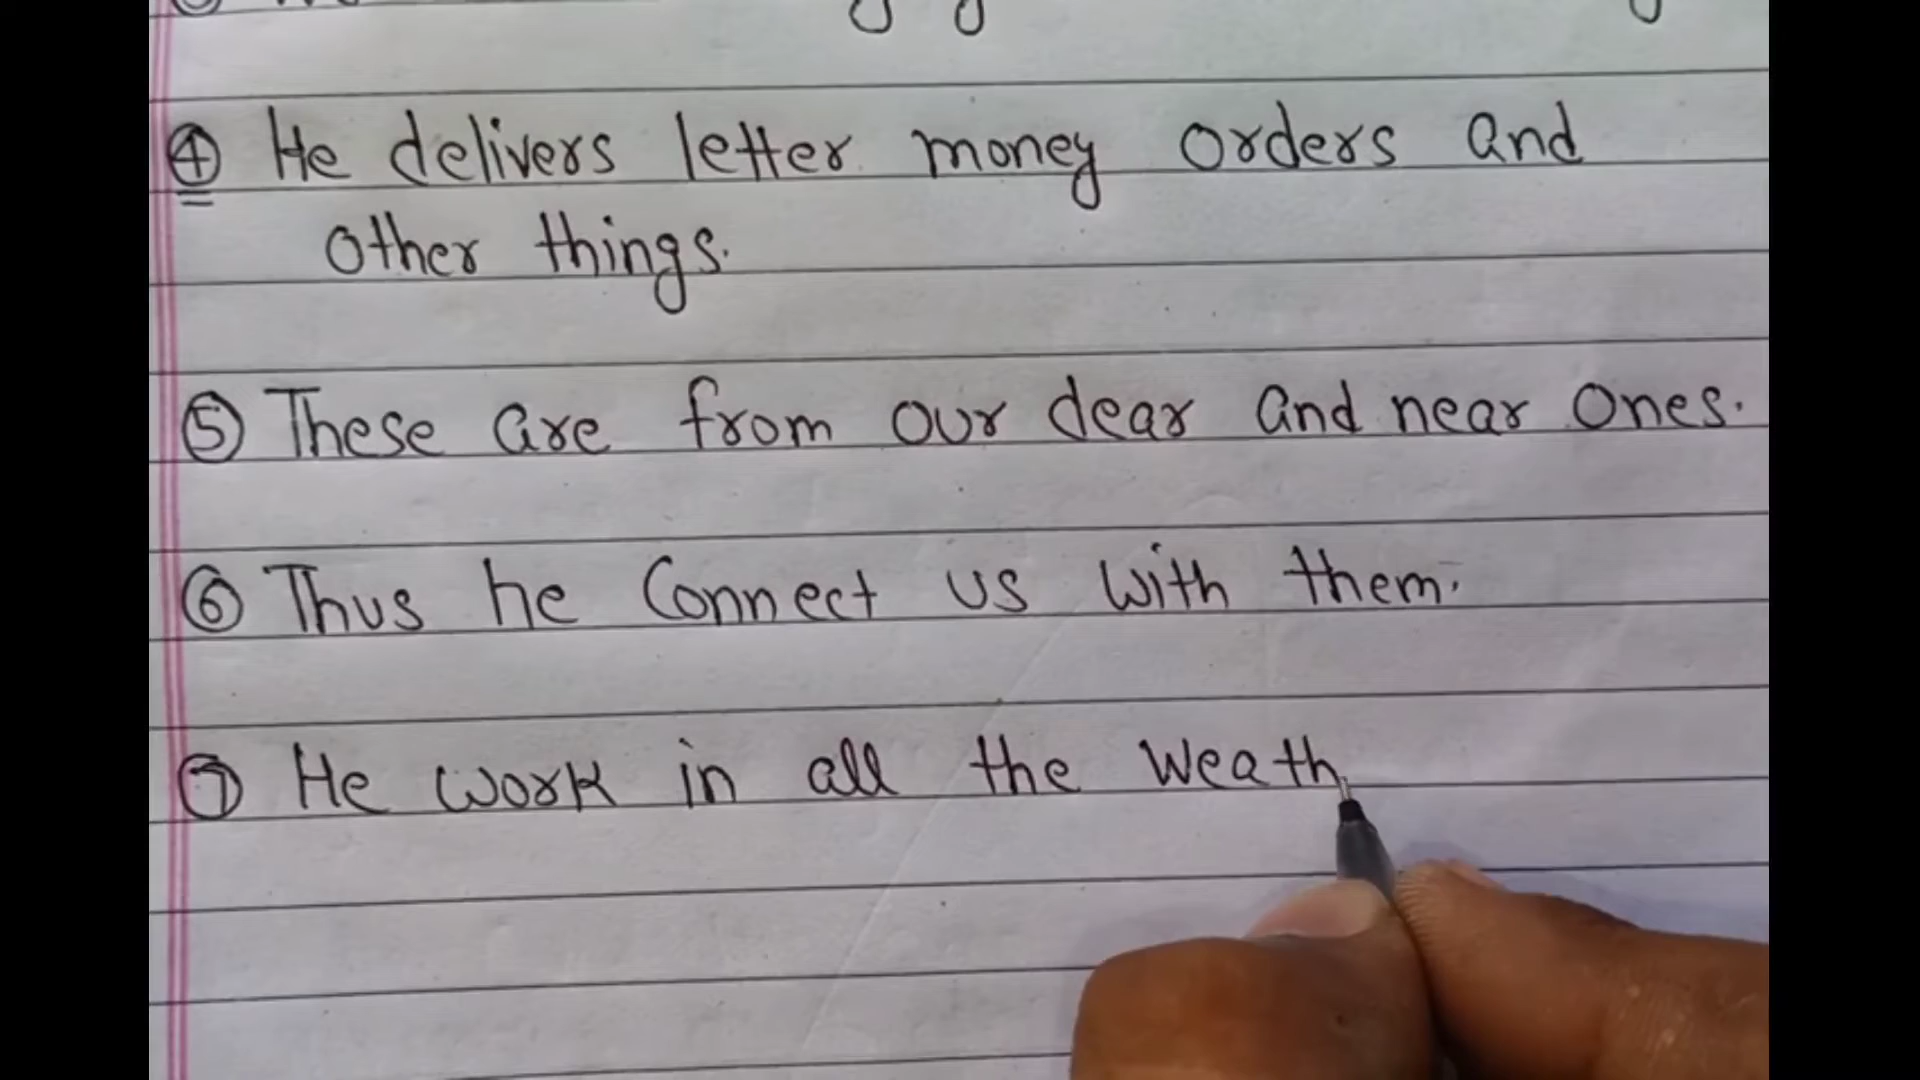 ④ He delivers letter money orders and
other things.
⑤ These are from our dear and near ones.
⑥ Thus he connect us with them.
⑦ He work in all the weath